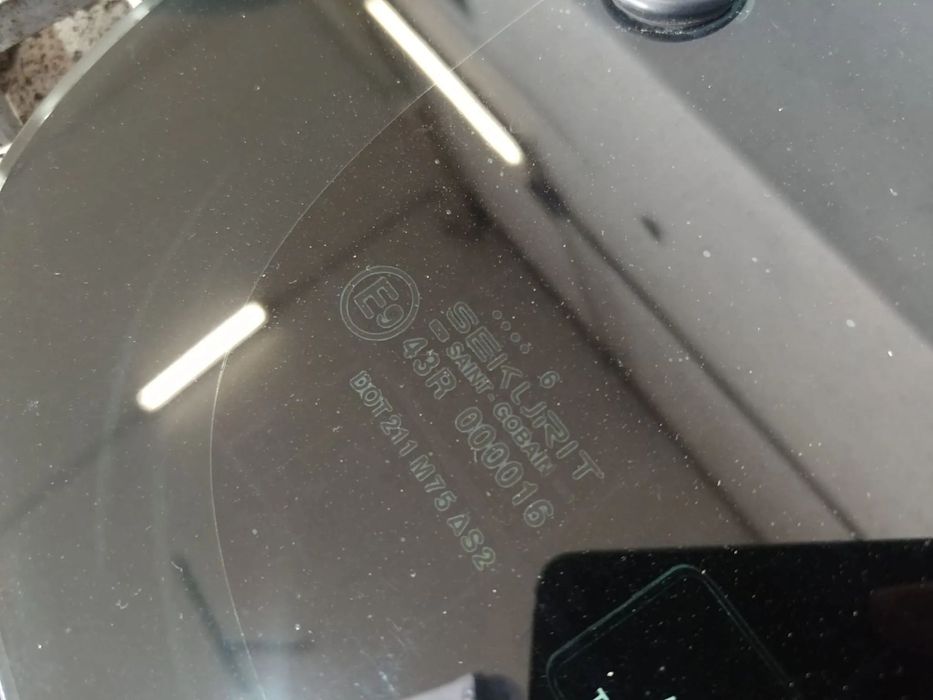 .... 6
SEKURIT
SAINT-GOBAIN
E9
43R 000016
DOT 211 M75 AS2